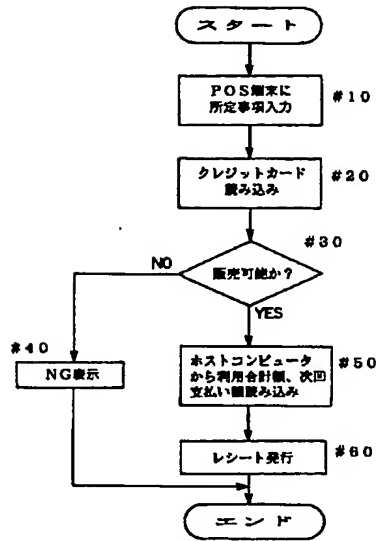 スタート
POS端末に
所定事項入力
#10
クレジットカード
読み込み
#20
#30
販売可能か?
NO
YES
#40
NG表示
ホストコンピュータ
から利用合計額、次回
支払い額読み込み
#50
レシート発行
#60
エンド